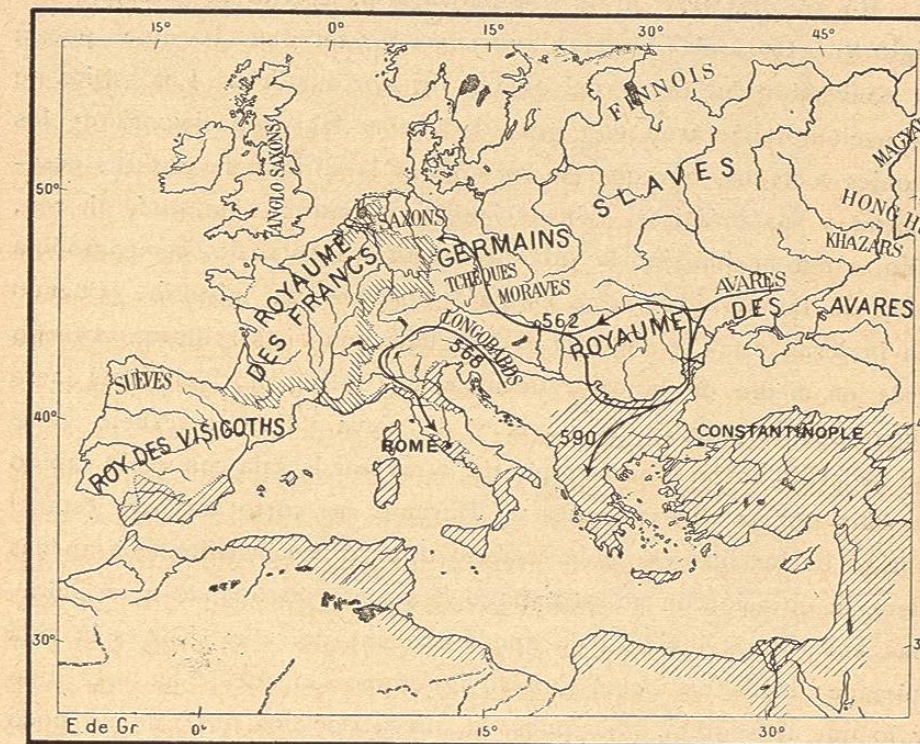 15° 0° 15° 30° 45°
FINNOIS
ANGLO SAXONS
SLAVES
50°
SAXONS
HONG
KHAZARS
ROYAUME
DES FRANCS
GERMAINS
TCHÈQUES
MORAVES
AVARES
562
ROYAUME DES AVARES
LONGOBARDS
568
SUÈVES
40°
ROY DES VISIGOTHS
ROME
590
CONSTANTINOPLE
30°
E. de Gr
0° 15° 30°